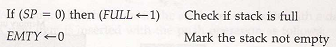 If (SP = 0) then (FULL ←1) Check if stack is full
EMTY ←0 Mark the stack not empty